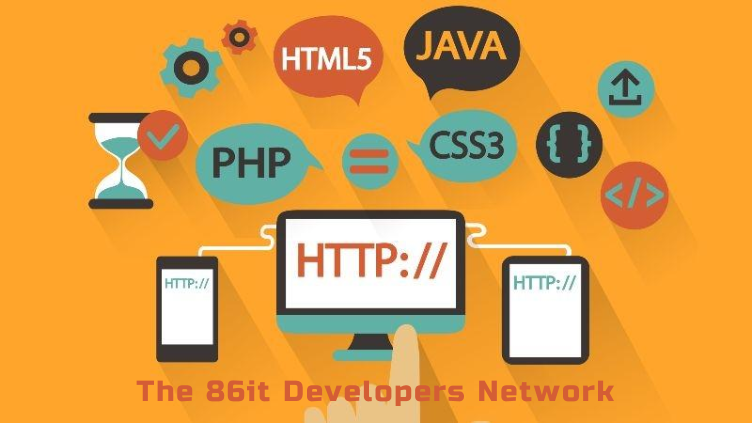 HTML5
JAVA
PHP
=
CSS3
{ }
</>
HTTP://
HTTP://
HTTP://
The 86it Developers Network